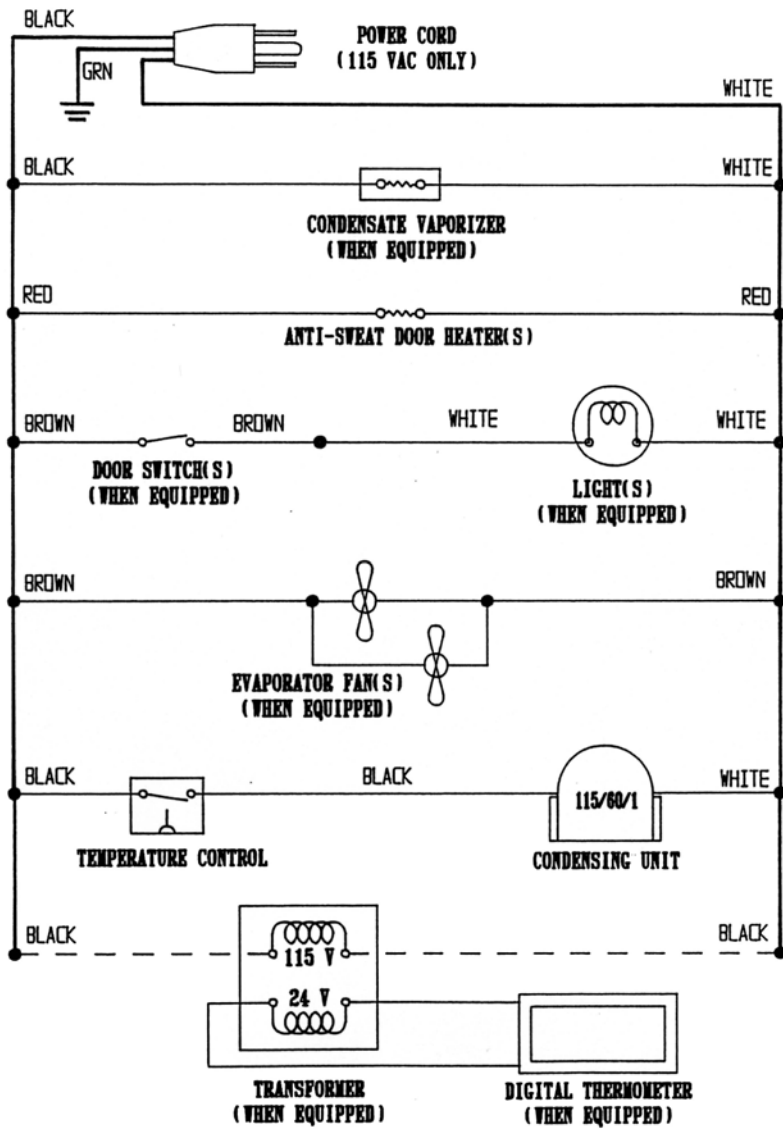 BLACK
POWER CORD
(115 VAC ONLY)
GRN
WHITE
BLACK
WHITE
CONDENSATE VAPORIZER
(WHEN EQUIPPED)
RED
RED
ANTI-SWEAT DOOR HEATER(S)
BROWN
BROWN
WHITE
WHITE
DOOR SWITCH(S)
(WHEN EQUIPPED)
LIGHT(S)
(WHEN EQUIPPED)
BROWN
BROWN
EVAPORATOR FAN(S)
(WHEN EQUIPPED)
BLACK
BLACK
WHITE
115/60/1
TEMPERATURE CONTROL
CONDENSING UNIT
BLACK
BLACK
115 V
24 V
TRANSFORMER
(WHEN EQUIPPED)
DIGITAL THERMOMETER
(WHEN EQUIPPED)